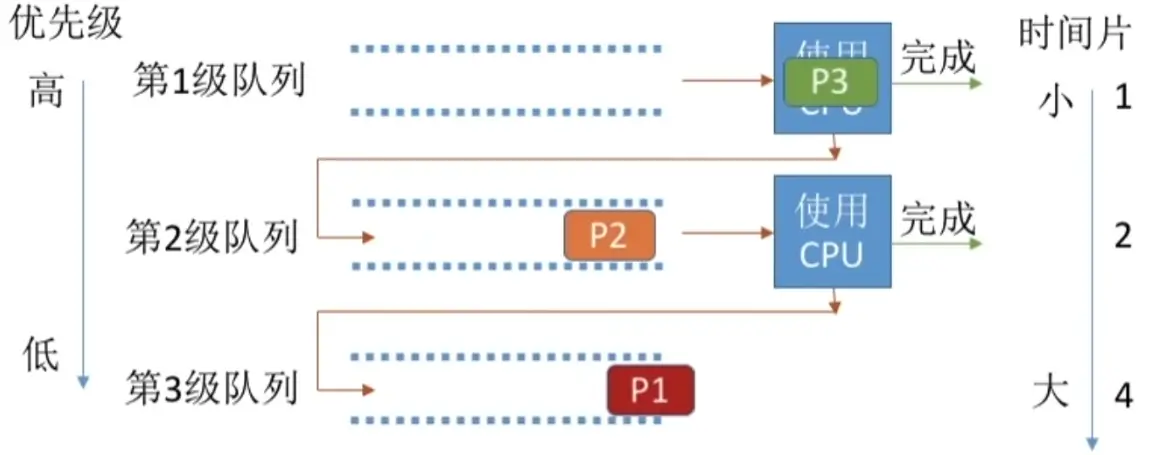 优先级
高
低
第1级队列
使用
P3
CPU
完成
第2级队列
P2
使用
CPU
完成
第3级队列
P1
时间片
小
1
2
大
4